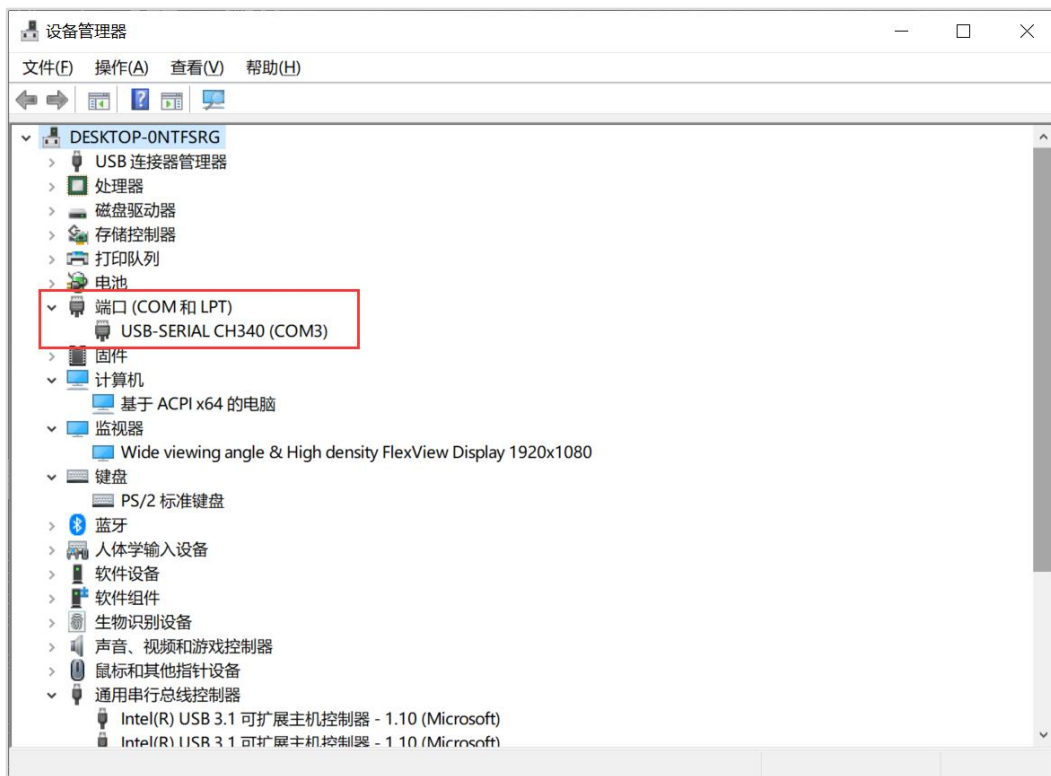 设备管理器
文件(F) 操作(A) 查看(V) 帮助(H)
DESKTOP-0NTFSRG
USB 连接器管理器
处理器
磁盘驱动器
存储控制器
打印队列
电池
端口 (COM 和 LPT)
USB-SERIAL CH340 (COM3)
固件
计算机
基于 ACPI x64 的电脑
监视器
Wide viewing angle & High density FlexView Display 1920x1080
键盘
PS/2 标准键盘
蓝牙
人体学输入设备
软件设备
软件组件
生物识别设备
声音、视频和游戏控制器
鼠标和其他指针设备
通用串行总线控制器
Intel(R) USB 3.1 可扩展主机控制器 - 1.10 (Microsoft)
Intel(R) USB 3.1 可扩展主机控制器 - 1.10 (Microsoft)